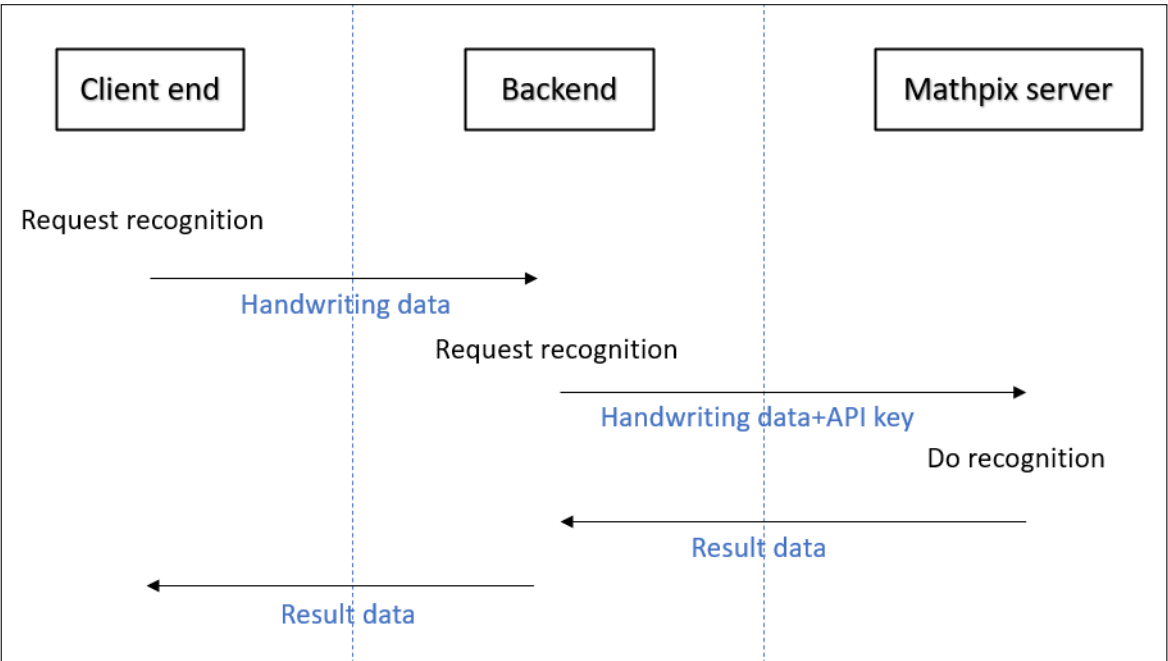 Client end
Backend
Mathpix server
Request recognition
Handwriting data
Request recognition
Handwriting data+API key
Do recognition
Result data
Result data